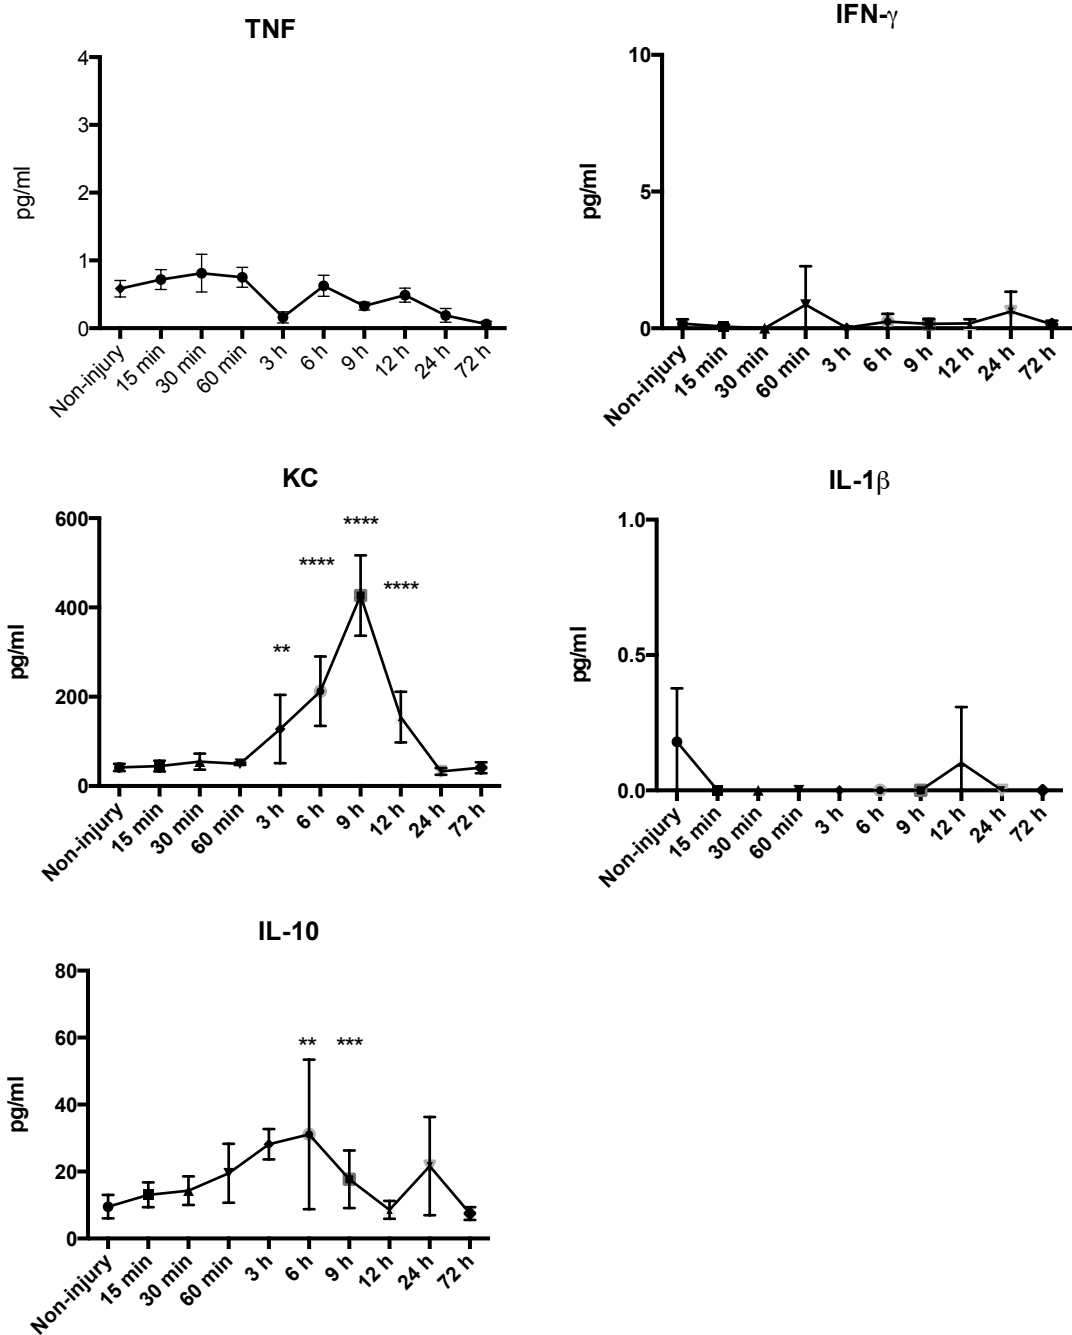 TNF
4
3
2
1
0
pg/ml
Non-injury
15 min
30 min
60 min
3 h
6 h
9 h
12 h
24 h
72 h
IFN-γ
10
5
0
pg/ml
Non-injury
15 min
30 min
60 min
3 h
6 h
9 h
12 h
24 h
72 h
KC
600
400
200
0
pg/ml
**
****
****
****
Non-injury
15 min
30 min
60 min
3 h
6 h
9 h
12 h
24 h
72 h
IL-1β
1.0
0.5
0.0
pg/ml
Non-injury
15 min
30 min
60 min
3 h
6 h
9 h
12 h
24 h
72 h
IL-10
80
60
40
20
0
pg/ml
**
***
Non-injury
15 min
30 min
60 min
3 h
6 h
9 h
12 h
24 h
72 h